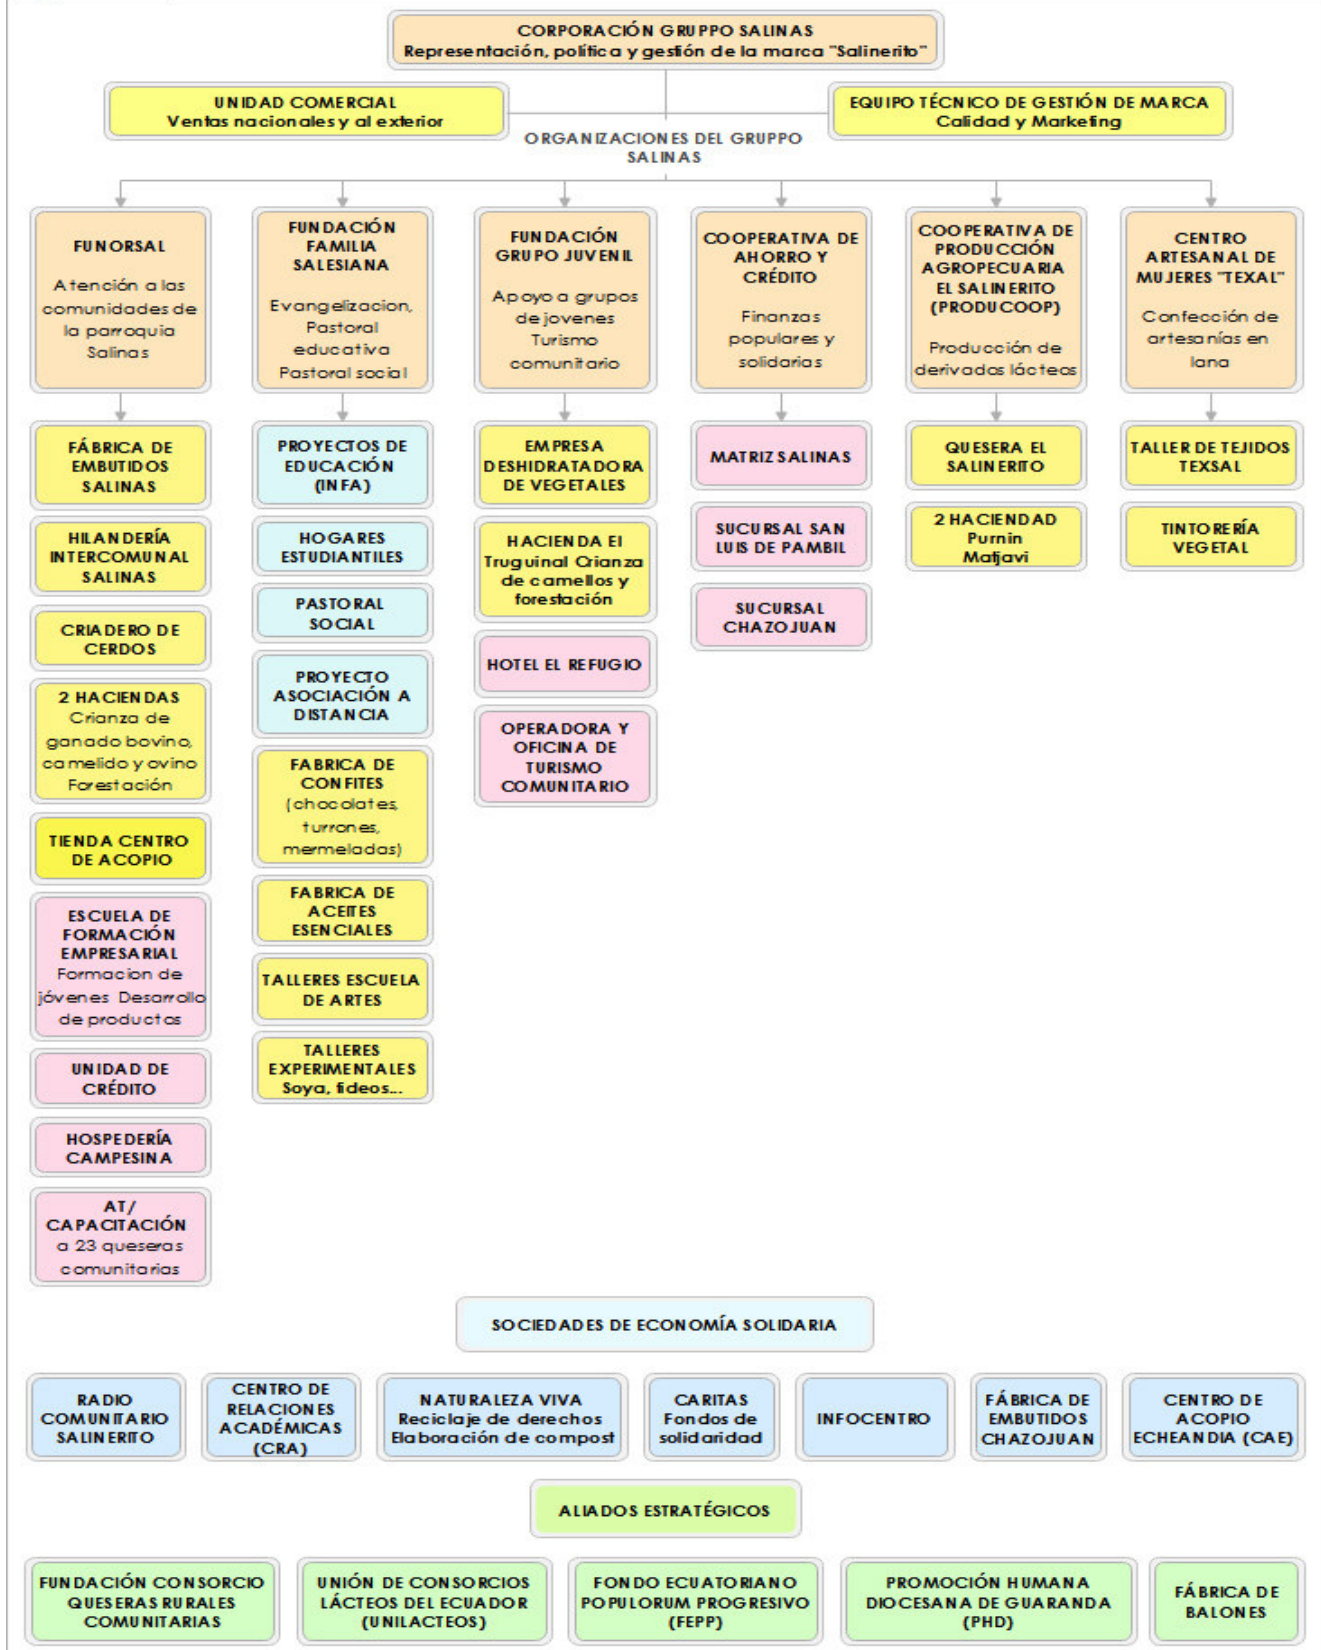 CORPORACIÓN GRUPPO SALINAS
Representación, política y gestión de la marca "Salinerito"
UNIDAD COMERCIAL
Ventas nacionales y al exterior
EQUIPO TÉCNICO DE GESTIÓN DE MARCA
Calidad y Marketing
ORGANIZACIONES DEL GRUPPO
SALINAS
FUNORSAL
Atención a las
comunidades de
la parroquia
Salinas
FUNDACIÓN
FAMILIA
SALESIANA
Evangelizacion,
Pastoral
educativa
Pastoral social
FUNDACIÓN
GRUPO JUVENIL
Apoyo a grupos
de jovenes
Turismo
comunitario
COOPERATIVA DE
AHORRO Y
CRÉDITO
Finanzas
populares y
solidarias
COOPERATIVA DE
PRODUCCIÓN
AGROPECUARIA
EL SALINERITO
(PRODUCOOP)
Producción de
derivados lácteos
CENTRO
ARTESANAL DE
MUJERES "TEXAL"
Confección de
artesanías en
lana
FÁBRICA DE
EMBUTIDOS
SALINAS
HILANDERÍA
INTERCOMUNAL
SALINAS
CRIADERO DE
CERDOS
2 HACIENDAS
Crianza de
ganado bovino,
camelido y ovino
Forestación
TIENDA CENTRO
DE ACOPIO
ESCUELA DE
FORMACIÓN
EMPRESARIAL
Formacion de
jóvenes Desarrollo
de productos
UNIDAD DE
CRÉDITO
HOSPEDERÍA
CAMPESINA
AT/
CAPACITACIÓN
a 23 queseras
comunitarias
PROYECTOS DE
EDUCACIÓN
(INFA)
HOGARES
ESTUDIANTILES
PASTORAL
SOCIAL
PROYECTO
ASOCIACIÓN A
DISTANCIA
FABRICA DE
CONFITES
(chocolates,
turrones,
mermeladas)
FABRICA DE
ACEITES
ESENCIALES
TALLERES ESCUELA
DE ARTES
TALLERES
EXPERIMENTALES
Soya, fideos...
EMPRESA
DESHIDRATADORA
DE VEGETALES
HACIENDA El
Truguinal Crianza
de camellos y
forestación
HOTEL EL REFUGIO
OPERADORA Y
OFICINA DE
TURISMO
COMUNITARIO
MATRIZ SALINAS
SUCURSAL SAN
LUIS DE PAMBIL
SUCURSAL
CHAZOJUAN
QUESERA EL
SALINERITO
2 HACIENDAD
Purnin
Matjavi
TALLER DE TEJIDOS
TEXSAL
TINTORERÍA
VEGETAL
SOCIEDADES DE ECONOMÍA SOLIDARIA
RADIO
COMUNITARIO
SALINERITO
CENTRO DE
RELACIONES
ACADÉMICAS
(CRA)
NATURALEZA VIVA
Reciclaje de derechos
Elaboración de compost
CARITAS
Fondos de
solidaridad
INFOCENTRO
FÁBRICA DE
EMBUTIDOS
CHAZOJUAN
CENTRO DE
ACOPIO
ECHEANDIA (CAE)
ALIADOS ESTRATÉGICOS
FUNDACIÓN CONSORCIO
QUESERAS RURALES
COMUNITARIAS
UNIÓN DE CONSORCIOS
LÁCTEOS DEL ECUADOR
(UNILACTEOS)
FONDO ECUATORIANO
POPULORUM PROGRESIVO
(FEPP)
PROMOCIÓN HUMANA
DIOCESANA DE GUARANDA
(PHD)
FÁBRICA DE
BALONES